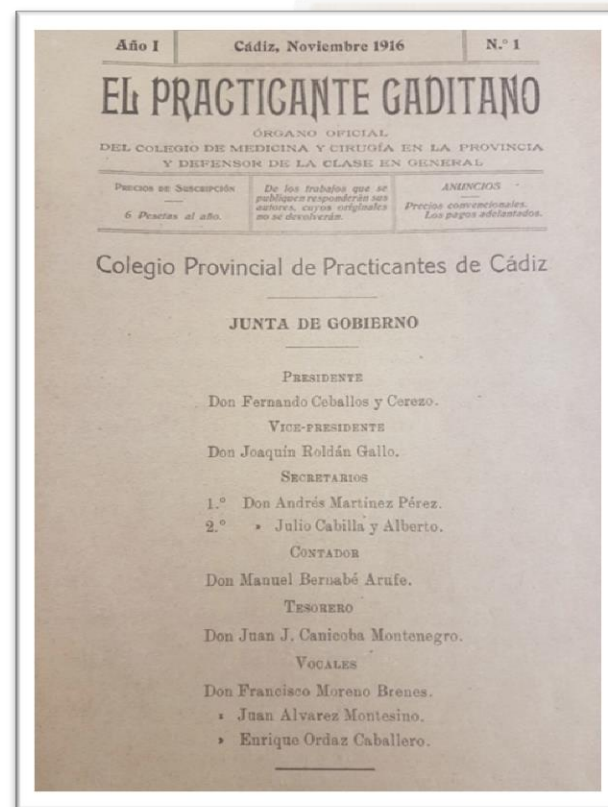 Año I
Cádiz, Noviembre 1916
N.° 1
EL PRACTICANTE GADITANO
ÓRGANO OFICIAL
DEL COLEGIO DE MEDICINA Y CIRUGÍA EN LA PROVINCIA
Y DEFENSOR DE LA CLASE EN GENERAL
PRECIOS DE SUSCRIPCIÓN
6 Pesetas al año.
De los trabajos que se
publiquen responderán sus
autores, cuyos originales
no se devolverán.
ANUNCIOS
Precios convencionales.
Los pagos adelantados.
Colegio Provincial de Practicantes de Cádiz
JUNTA DE GOBIERNO
PRESIDENTE
Don Fernando Ceballos y Cerezo.
VICE-PRESIDENTE
Don Joaquín Roldán Gallo.
SECRETARIOS
1.° Don Andrés Martínez Pérez.
2.° » Julio Cabilla y Alberto.
CONTADOR
Don Manuel Bernabé Arufe.
TESORERO
Don Juan J. Canicoba Montenegro.
VOCALES
Don Francisco Moreno Brenes.
» Juan Alvarez Montesino.
» Enrique Ordaz Caballero.